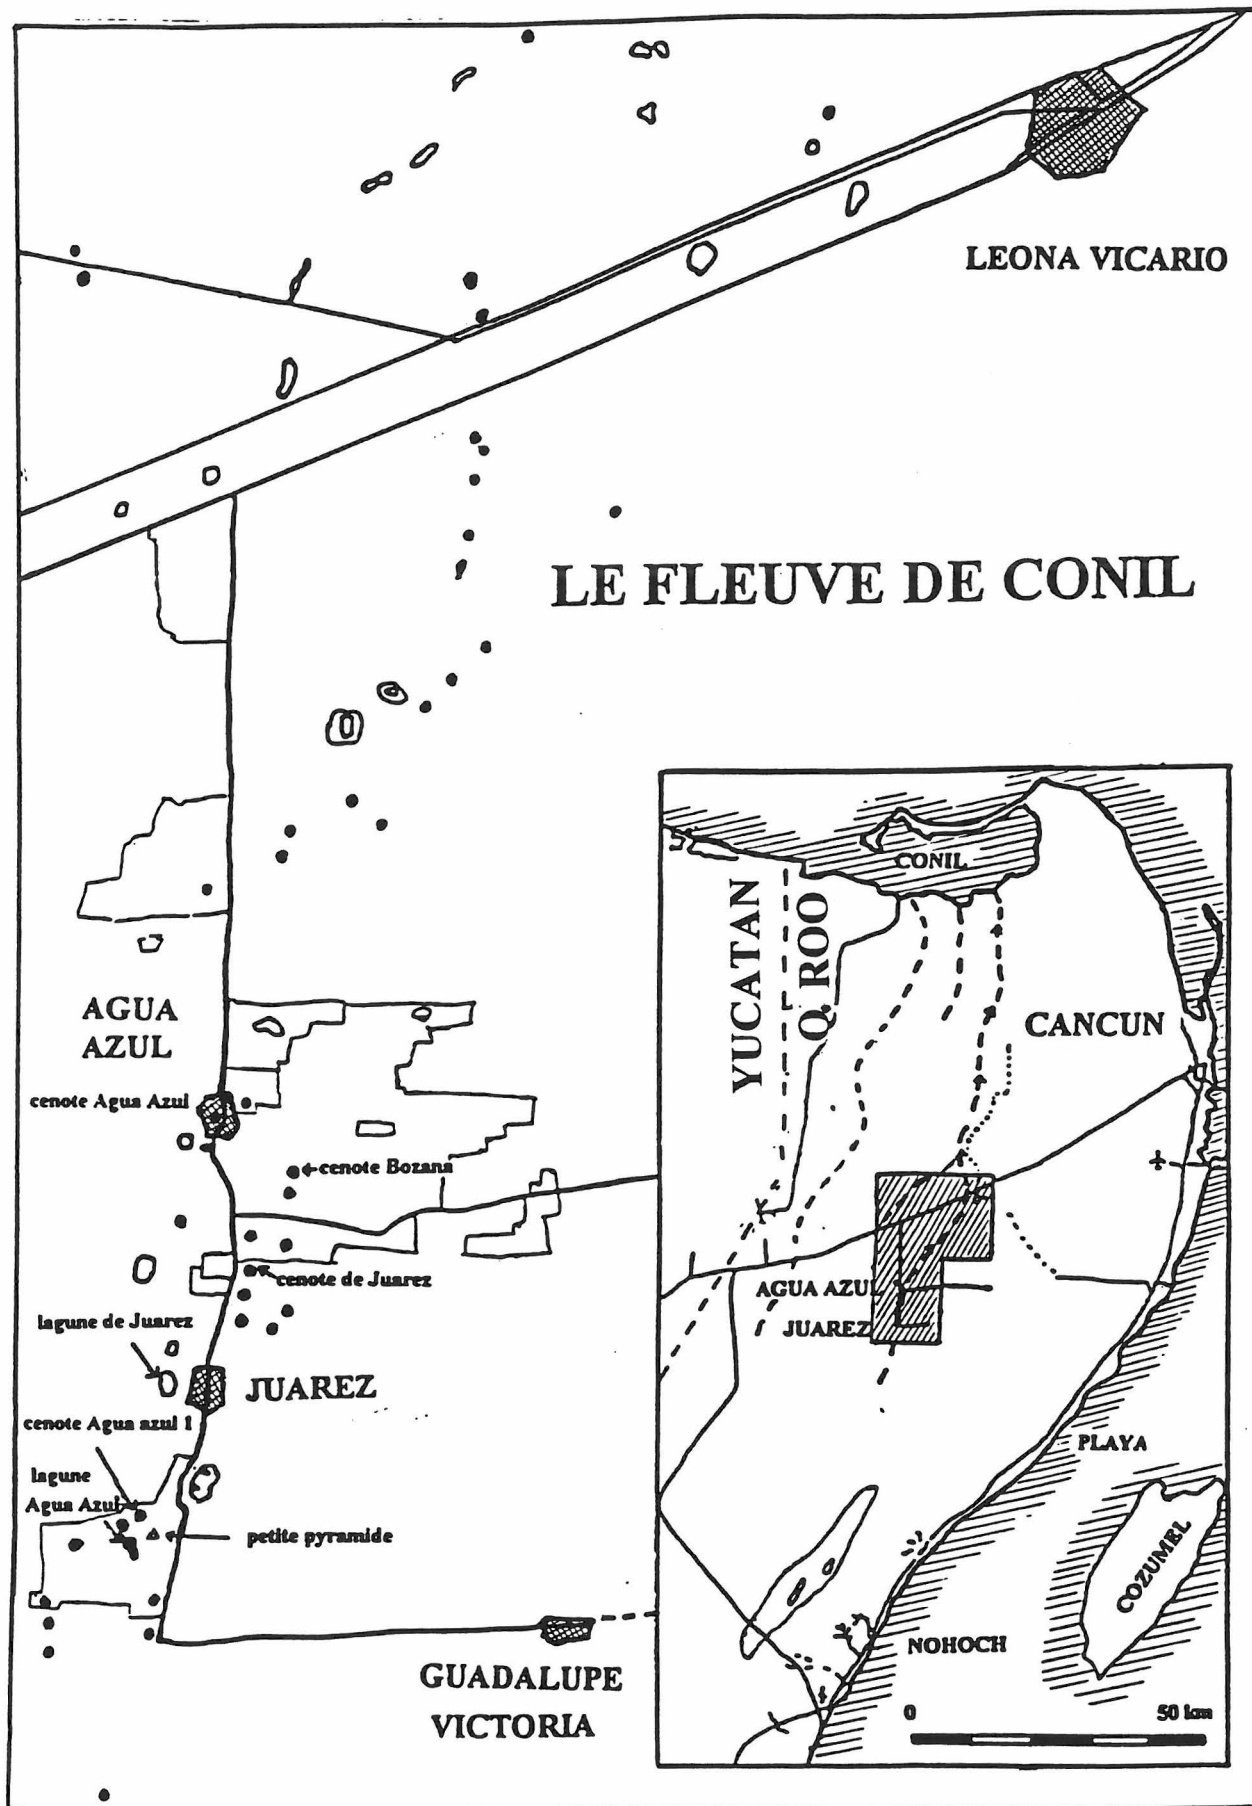 LEONA VICARIO
LE FLEUVE DE CONIL
AGUA
AZUL
cenote Agua Azul
cenote Bozana
cenote de Juarez
lagune de Juarez
JUAREZ
cenote Agua azul 1
lagune
Agua Azul
petite pyramide
GUADALUPE
VICTORIA
CONIL
YUCATAN
Q. ROO
CANCUN
AGUA AZUL
JUAREZ
PLAYA
COZUMEL
NOHOCH
0
50 km